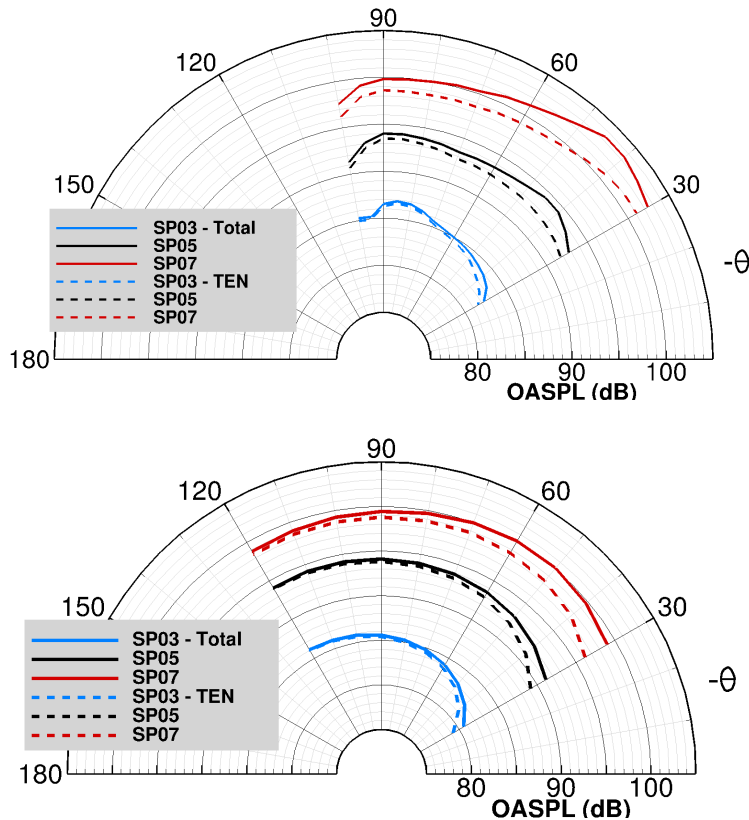 90
120
60
150
30
SP03 - Total
SP05
SP07
SP03 - TEN
SP05
SP07
-θ
180
80
90
100
OASPL (dB)
90
120
60
150
30
SP03 - Total
SP05
SP07
SP03 - TEN
SP05
SP07
-θ
180
80
90
100
OASPL (dB)